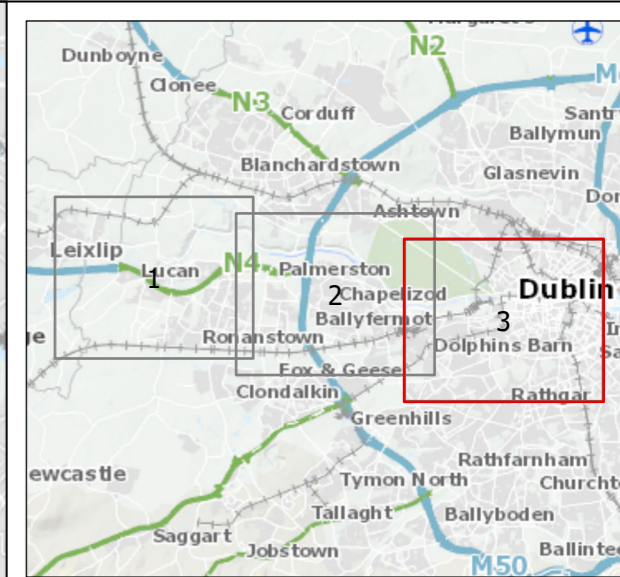 N2
Dunboyne
Clonee
N3
Corduff
Ballymun
Blanchardstown
Glasnevin
Ashtown
Leixlip
Lucan
1
N4
Palmerston
2
Chapelizod
Dublin
3
Ballyfermot
Ronanstown
Dolphins Barn
Fox & Geese
Clondalkin
Rathgar
Greenhills
ewcastle
Rathfarnham
Tymon North
Churcht
Tallaght
Ballyboden
Saggart
Jobstown
Ballintee
M50